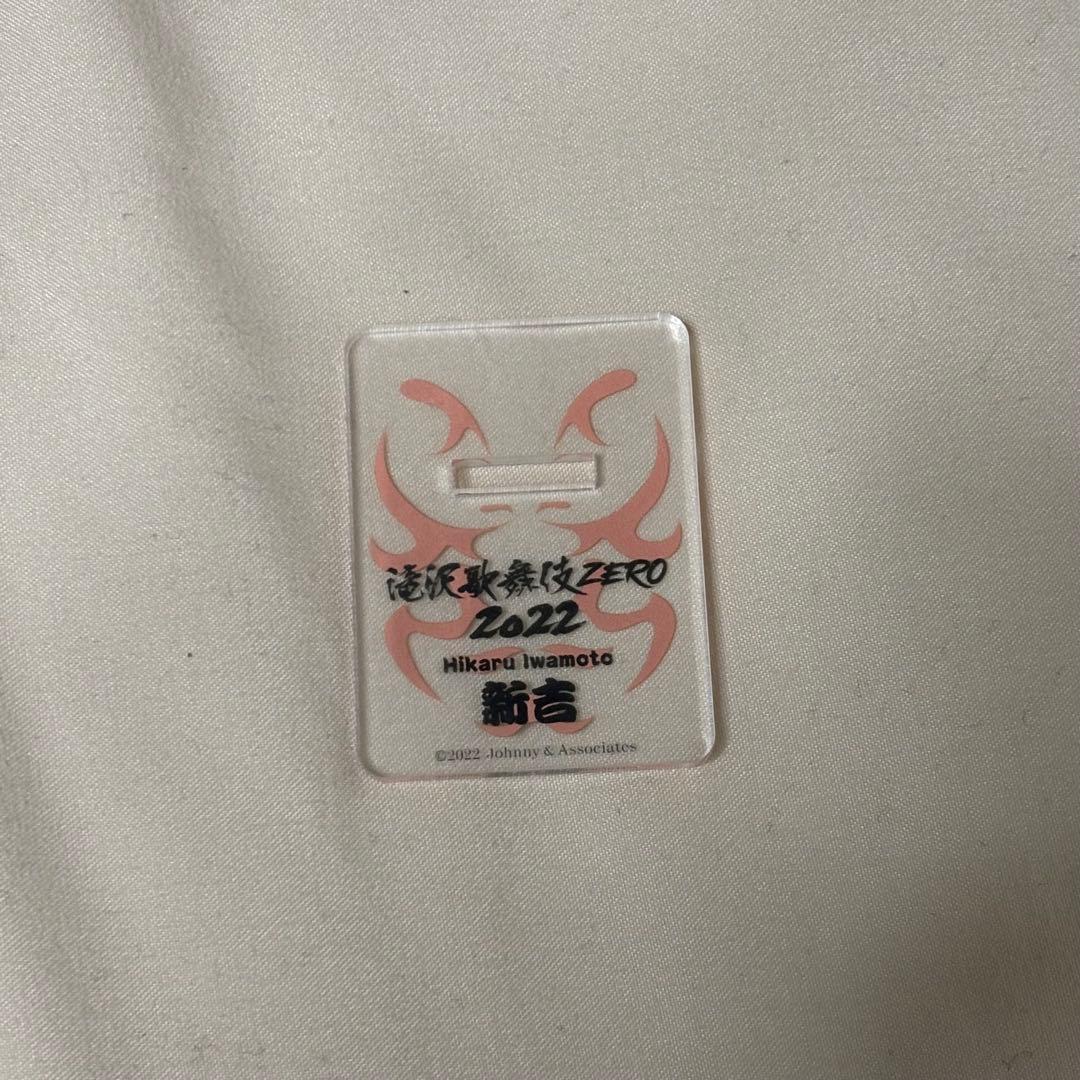 滝沢歌舞伎ZERO
2022
Hikaru Iwamoto
新吉
©2022 Johnny & Associates